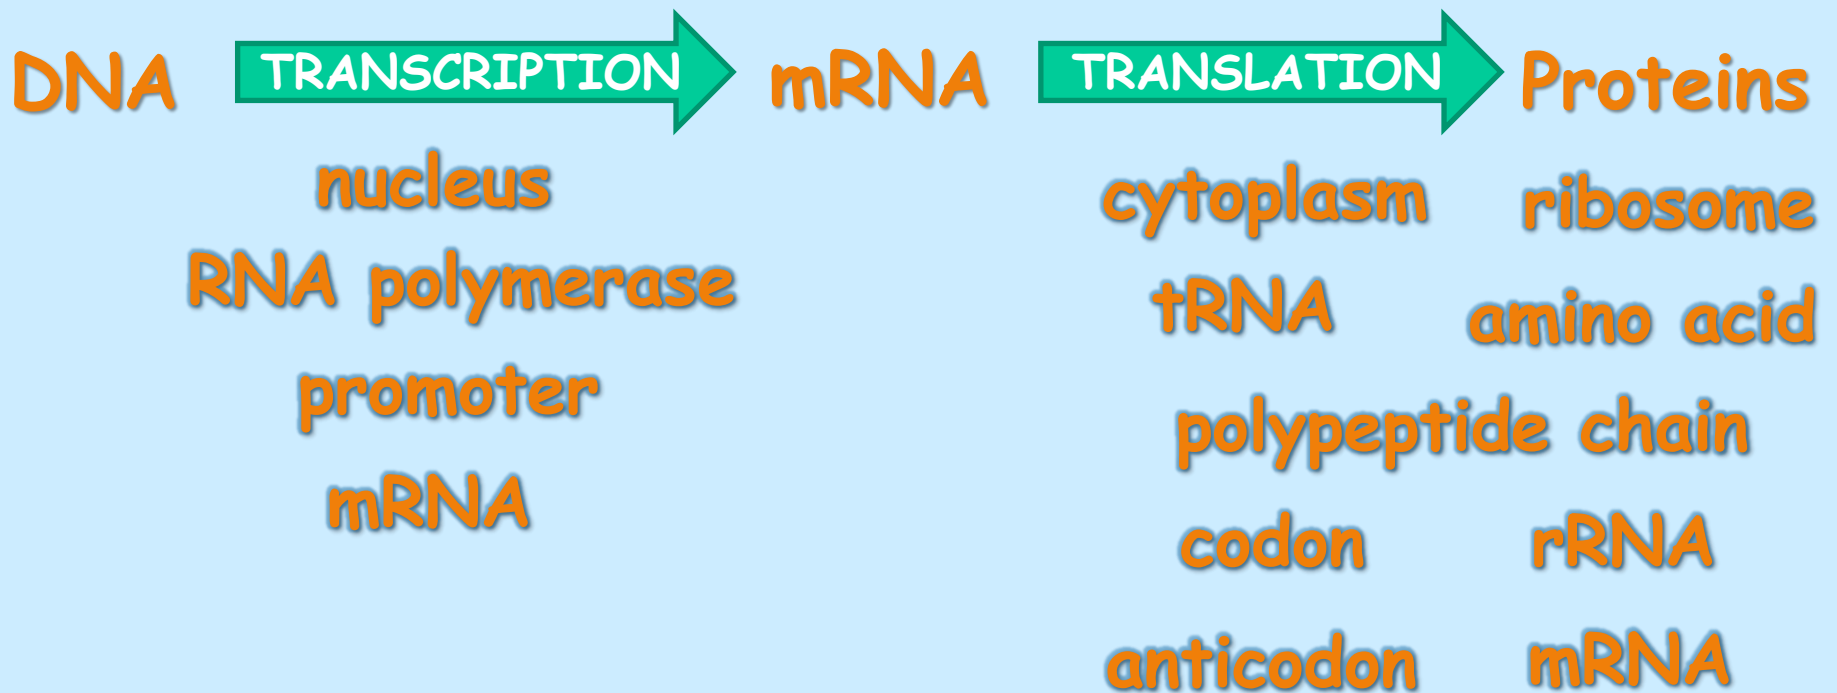 DNA TRANSCRIPTION mRNA TRANSLATION Proteins
nucleus
RNA polymerase
promoter
mRNA
cytoplasm ribosome
tRNA amino acid
polypeptide chain
codon rRNA
anticodon mRNA